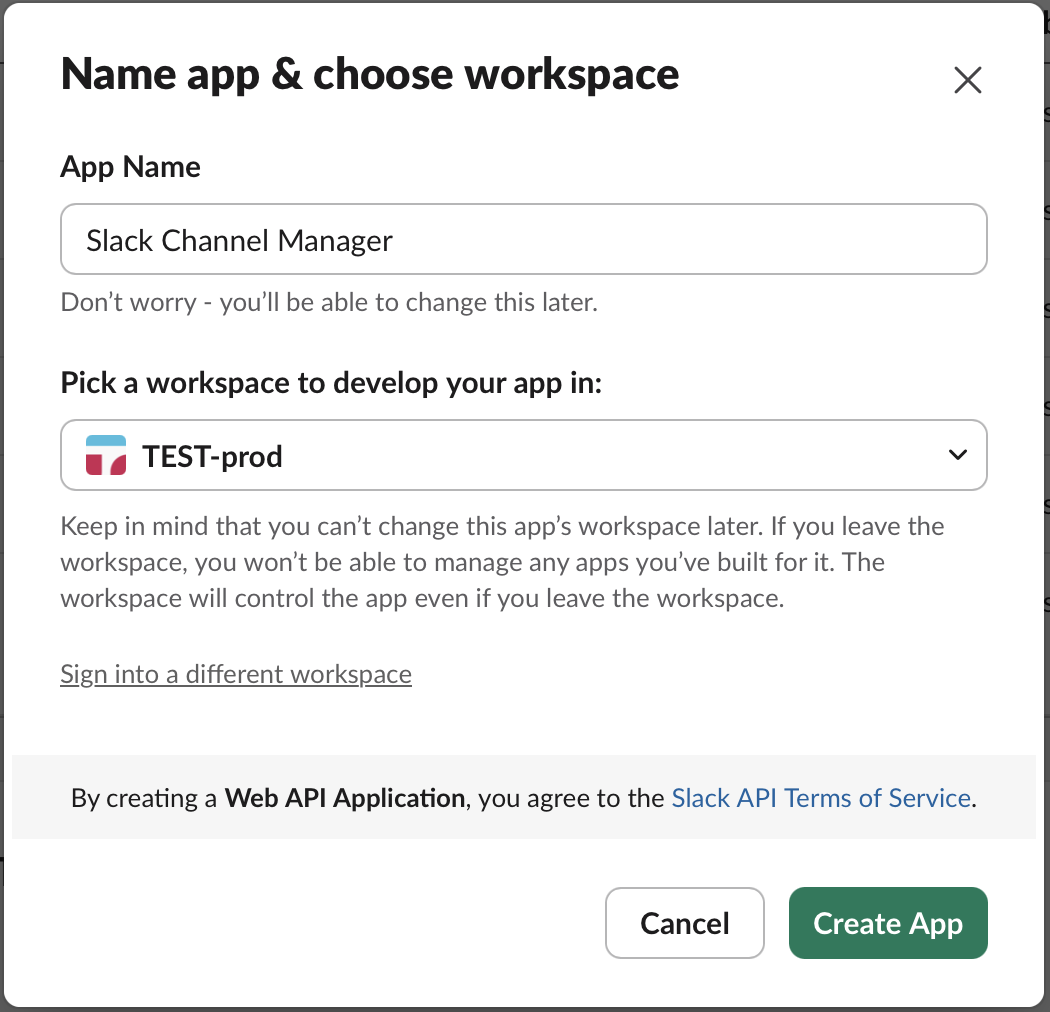 Name app & choose workspace
App Name
Slack Channel Manager
Don’t worry - you’ll be able to change this later.
Pick a workspace to develop your app in:
TEST-prod
Keep in mind that you can’t change this app’s workspace later. If you leave the
workspace, you won’t be able to manage any apps you’ve built for it. The
workspace will control the app even if you leave the workspace.
Sign into a different workspace
By creating a Web API Application, you agree to the Slack API Terms of Service.
Cancel
Create App